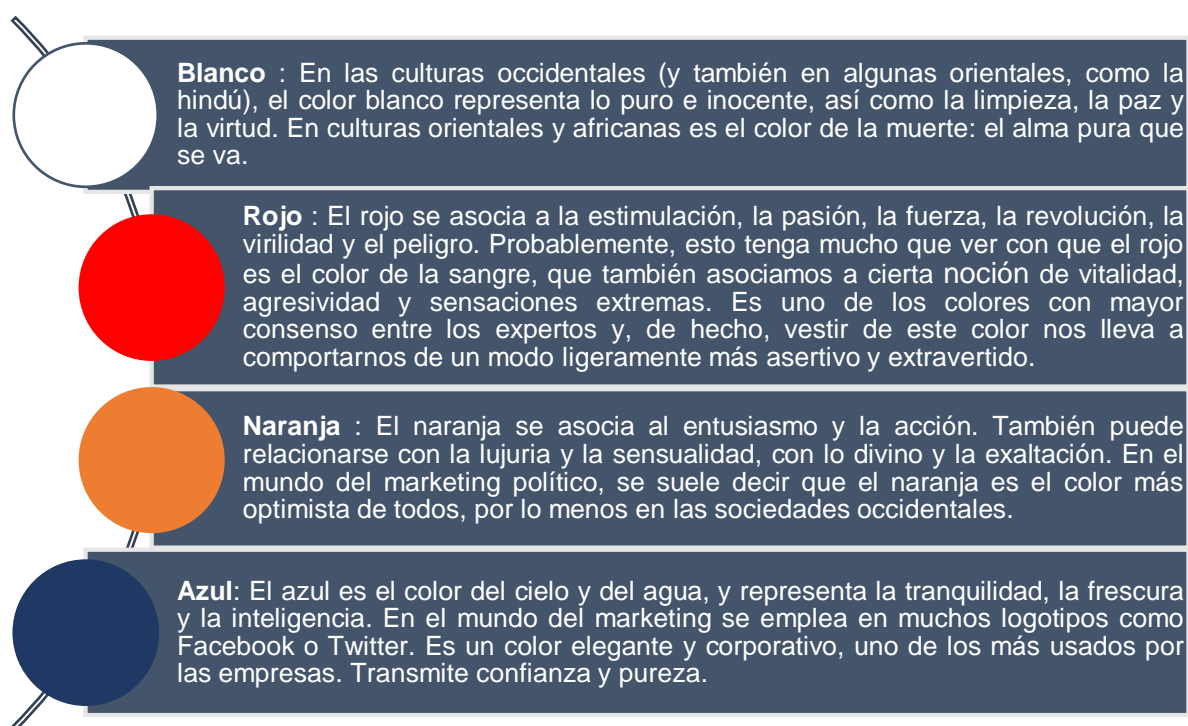 Blanco : En las culturas occidentales (y también en algunas orientales, como la
hindú), el color blanco representa lo puro e inocente, así como la limpieza, la paz y
la virtud. En culturas orientales y africanas es el color de la muerte: el alma pura que
se va.
Rojo : El rojo se asocia a la estimulación, la pasión, la fuerza, la revolución, la
virilidad y el peligro. Probablemente, esto tenga mucho que ver con que el rojo
es el color de la sangre, que también asociamos a cierta noción de vitalidad,
agresividad y sensaciones extremas. Es uno de los colores con mayor
consenso entre los expertos y, de hecho, vestir de este color nos lleva a
comportarnos de un modo ligeramente más asertivo y extravertido.
Naranja : El naranja se asocia al entusiasmo y la acción. También puede
relacionarse con la lujuria y la sensualidad, con lo divino y la exaltación. En el
mundo del marketing político, se suele decir que el naranja es el color más
optimista de todos, por lo menos en las sociedades occidentales.
Azul: El azul es el color del cielo y del agua, y representa la tranquilidad, la frescura
y la inteligencia. En el mundo del marketing se emplea en muchos logotipos como
Facebook o Twitter. Es un color elegante y corporativo, uno de los más usados por
las empresas. Transmite confianza y pureza.